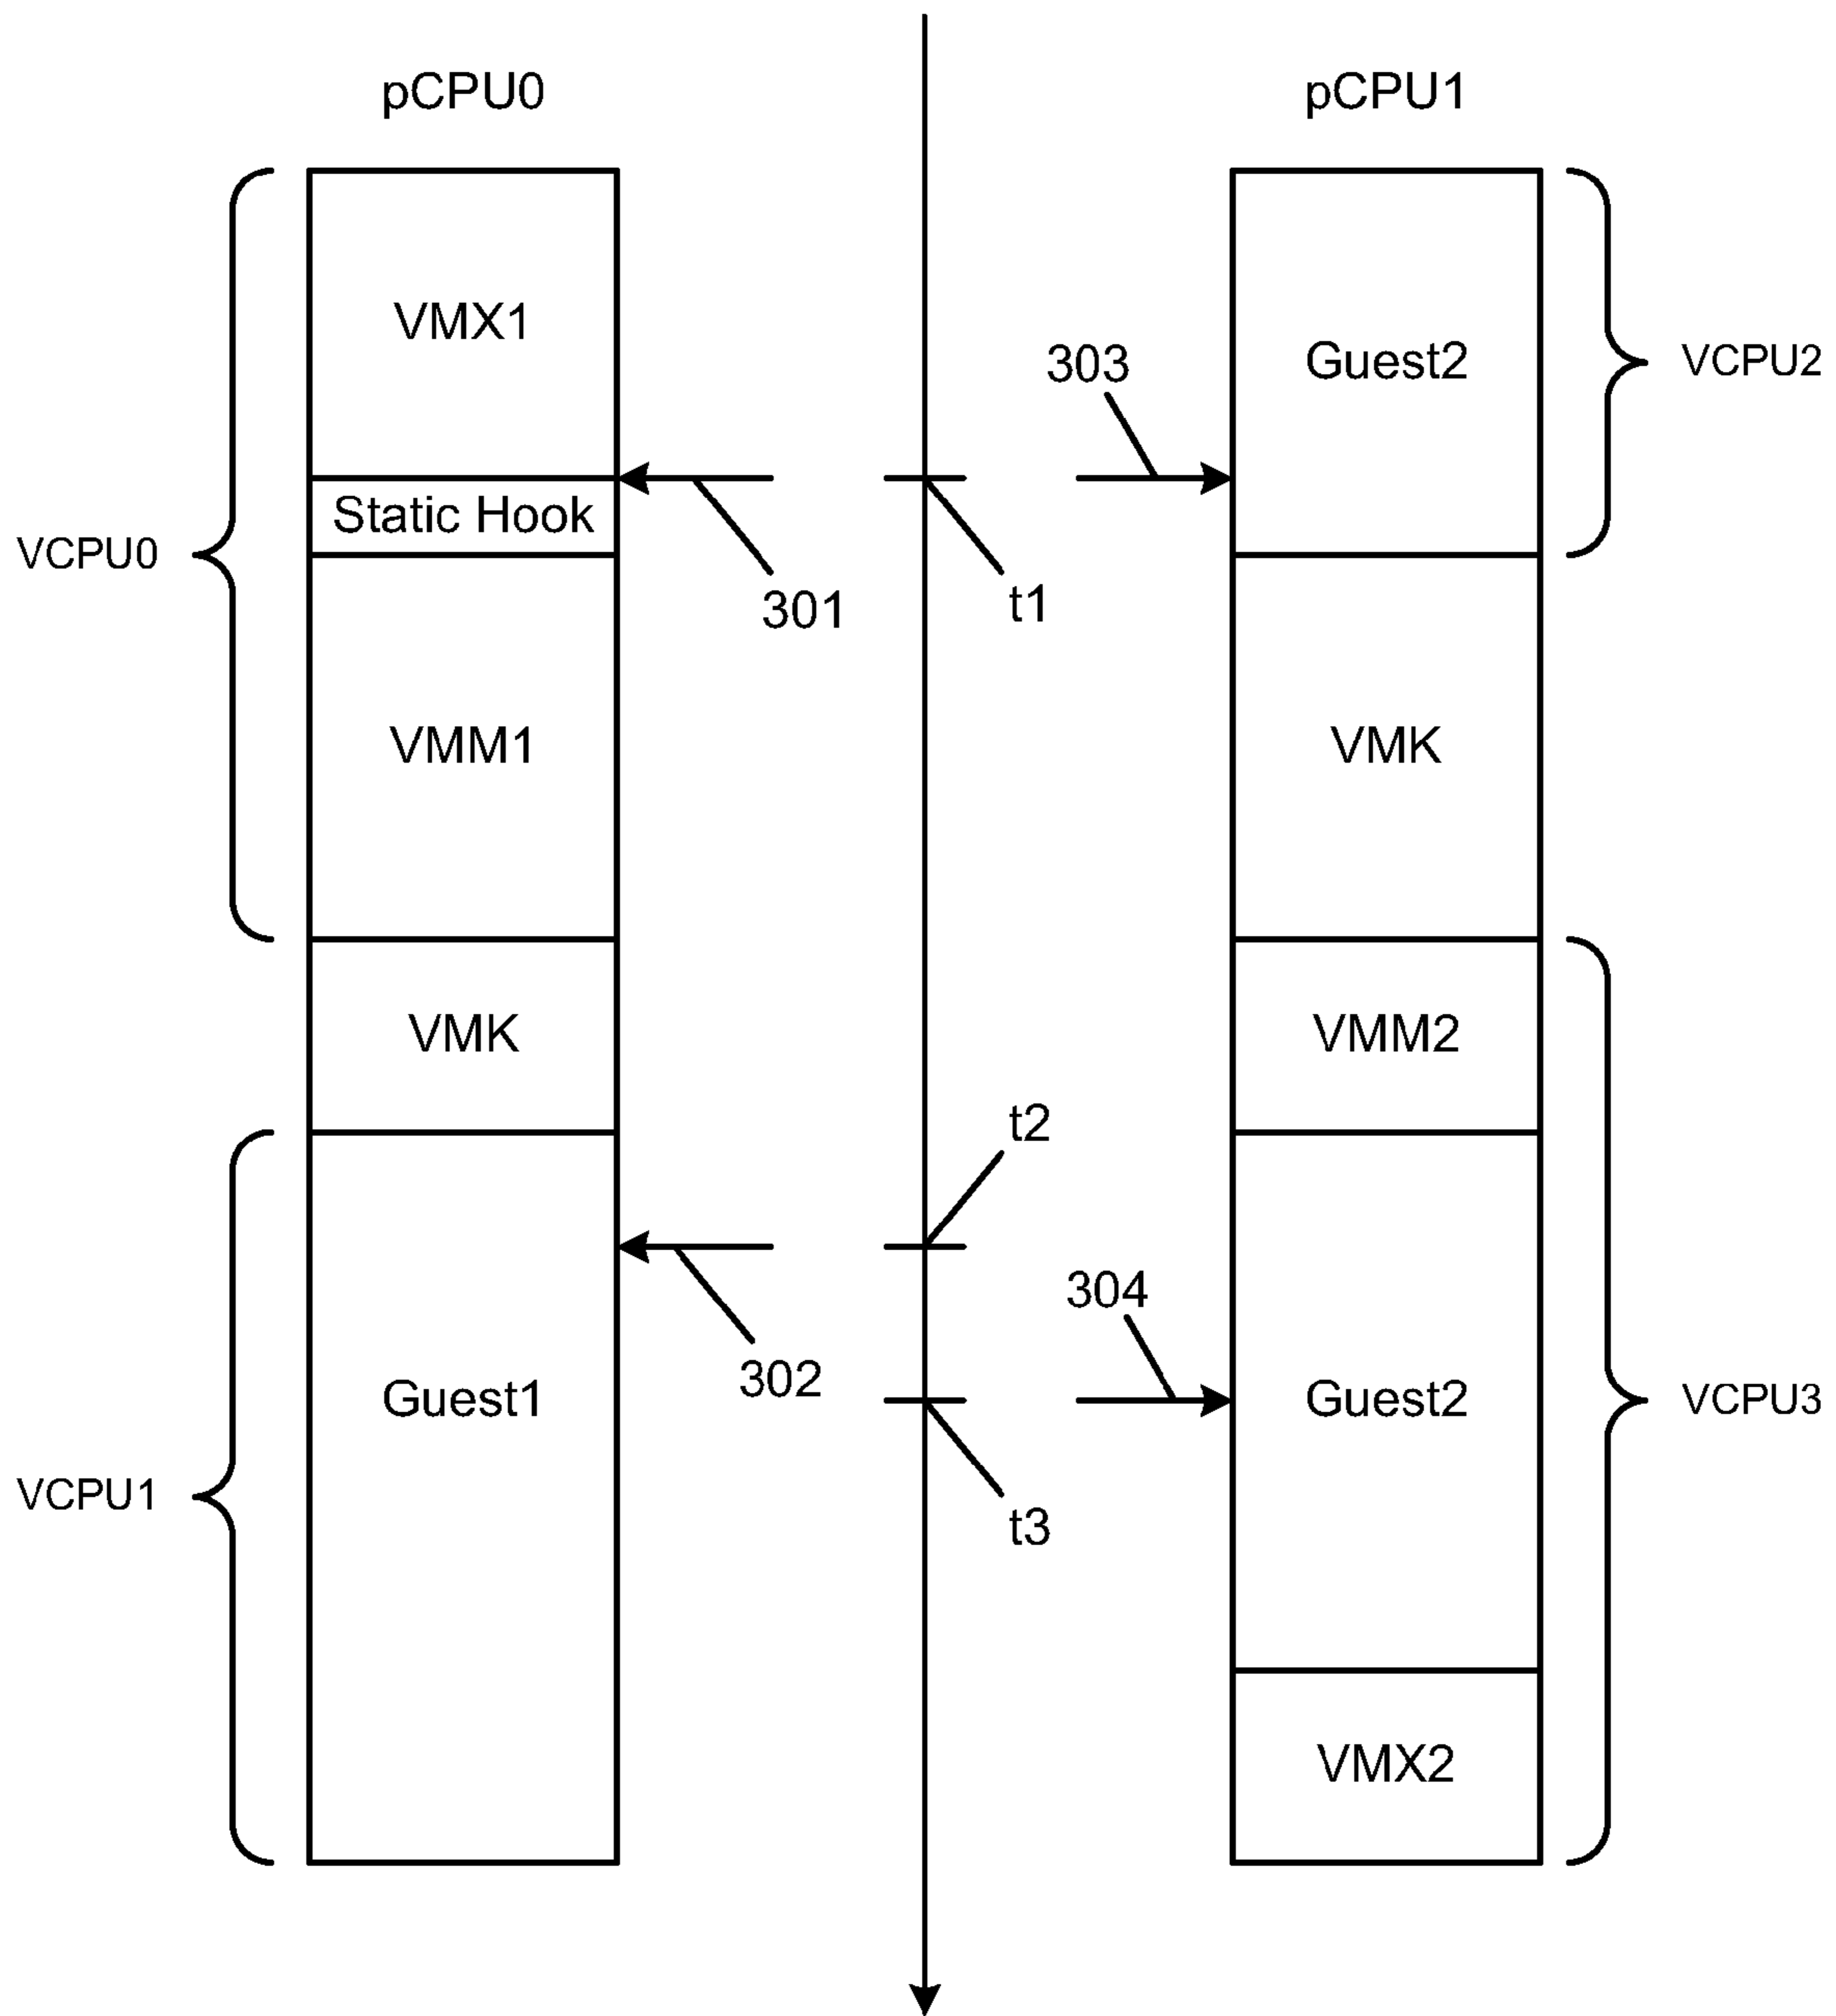 pCPU0
pCPU1
VMX1
Guest2
303
VCPU2
Static Hook
VCPU0
301
t1
VMM1
VMK
VMK
VMM2
t2
304
302
Guest1
Guest2
VCPU3
VCPU1
t3
VMX2